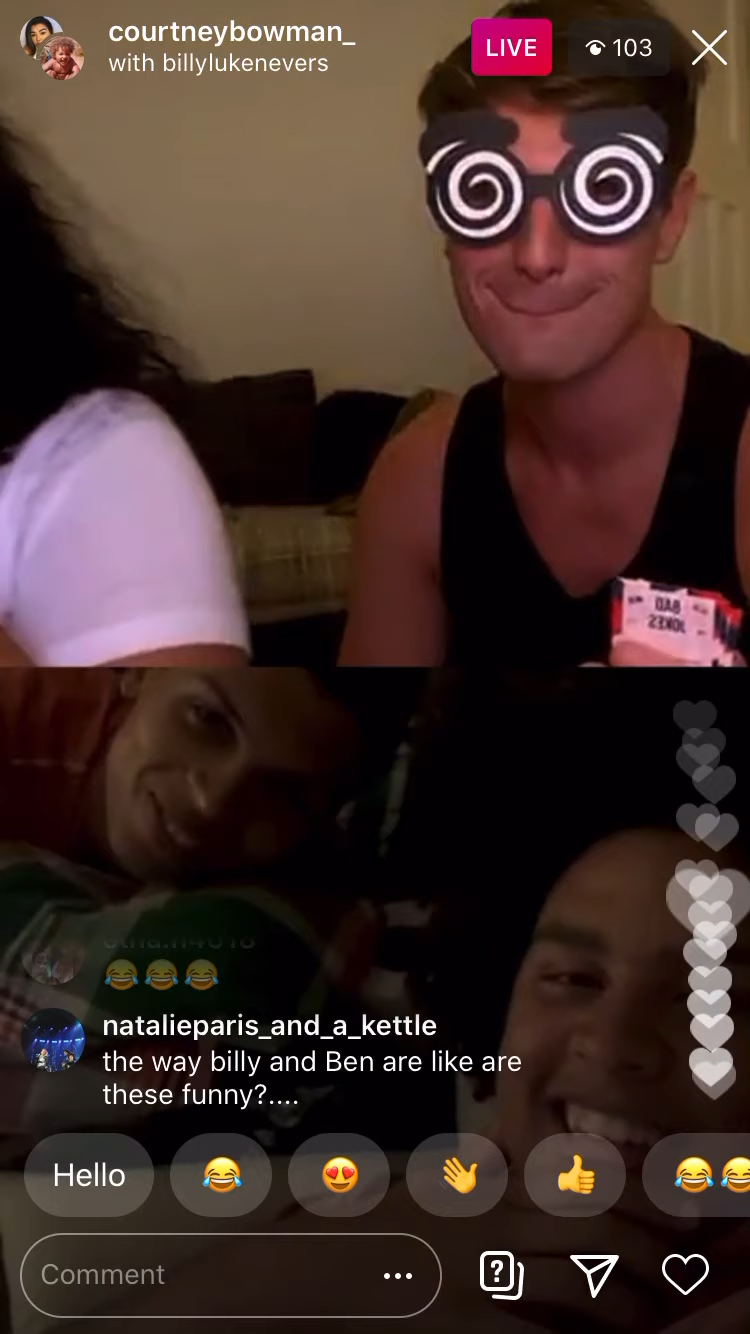 courtneybowman_
with billylukenevers
LIVE
103
BAD
JOKES
😂😂😂
natalieparis_and_a_kettle
the way billy and Ben are like are
these funny?....
Hello
😂
😍
👋
👍
😂😂
Comment